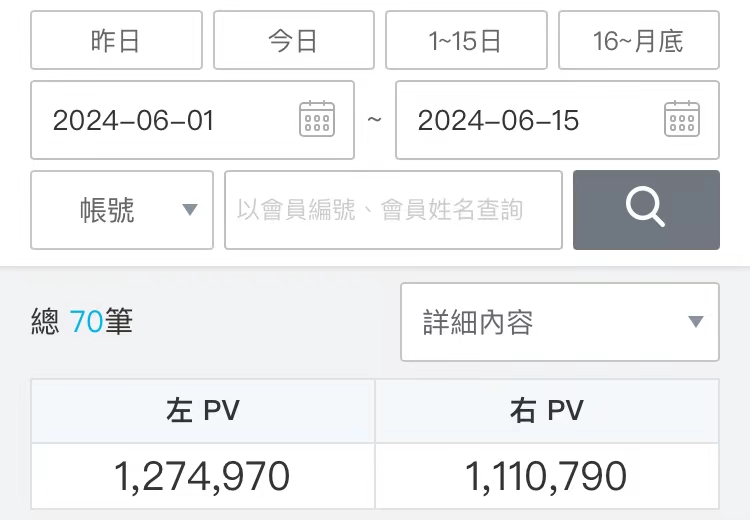 昨日 今日 1~15日 16~月底
2024-06-01 ~ 2024-06-15
帳號 以會員編號、會員姓名查詢
總 70筆 詳細內容
左 PV 右 PV
1,274,970 1,110,790